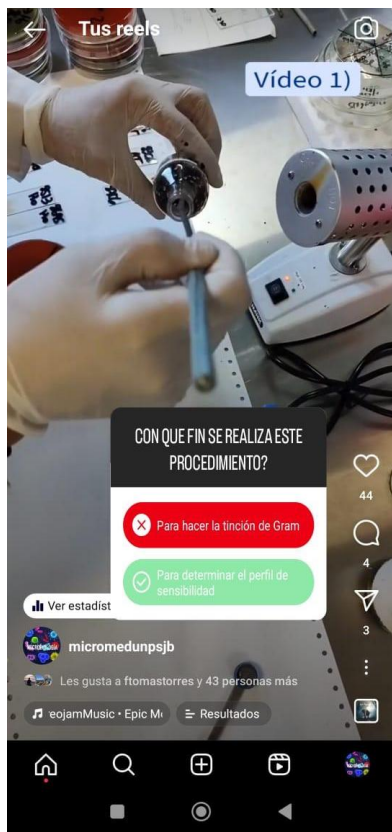 Tus reels
Vídeo 1)
CON QUE FIN SE REALIZA ESTE
PROCEDIMIENTO?
Para hacer la tinción de Gram
Para determinar el perfil de
sensibilidad
44
4
3
Ver estadíst
micromedunpsjb
Les gusta a ftomastorres y 43 personas más
eojamMusic • Epic Mo
Resultados